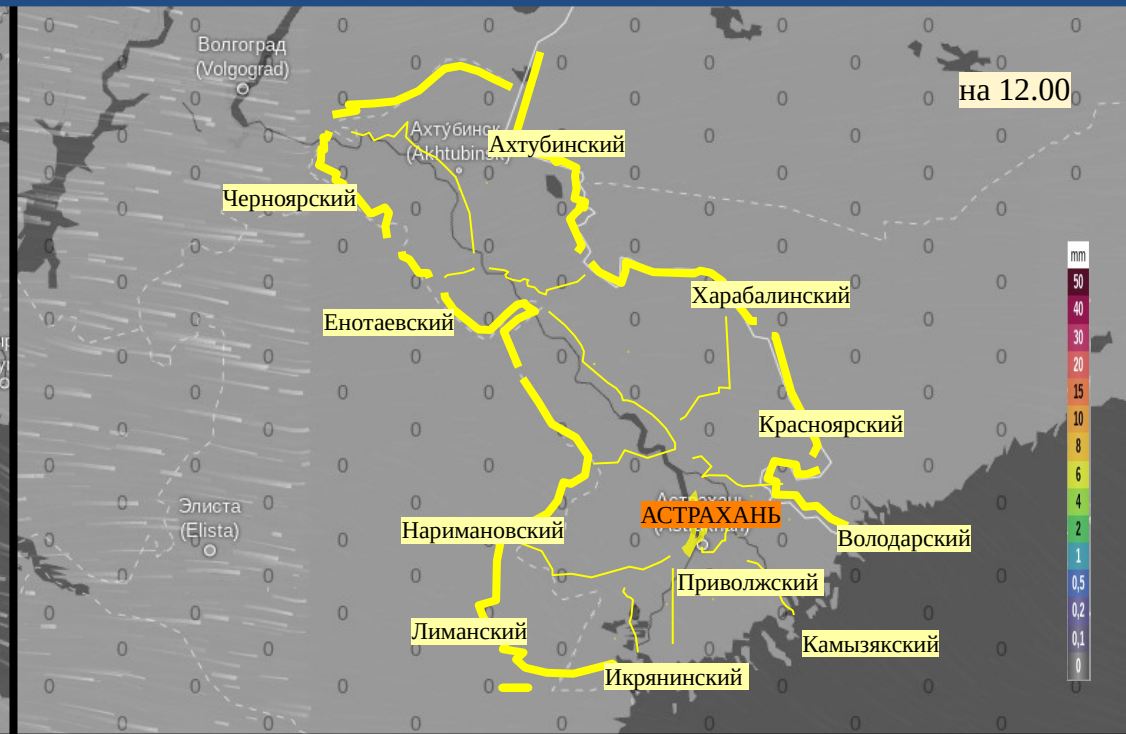 Волгоград
(Volgograd)
на 12.00
Ахтубинск
(Akhtubinsk)
Ахтубинский
Черноярский
mm
50
40
30
20
15
10
8
6
4
2
1
0,5
0,2
0,1
0
Харабалинский
Енотаевский
Красноярский
Элиста
(Elista)
АСТРАХАНЬ
Наримановский
Володарский
Приволжский
Лиманский
Камызякский
Икрянинский